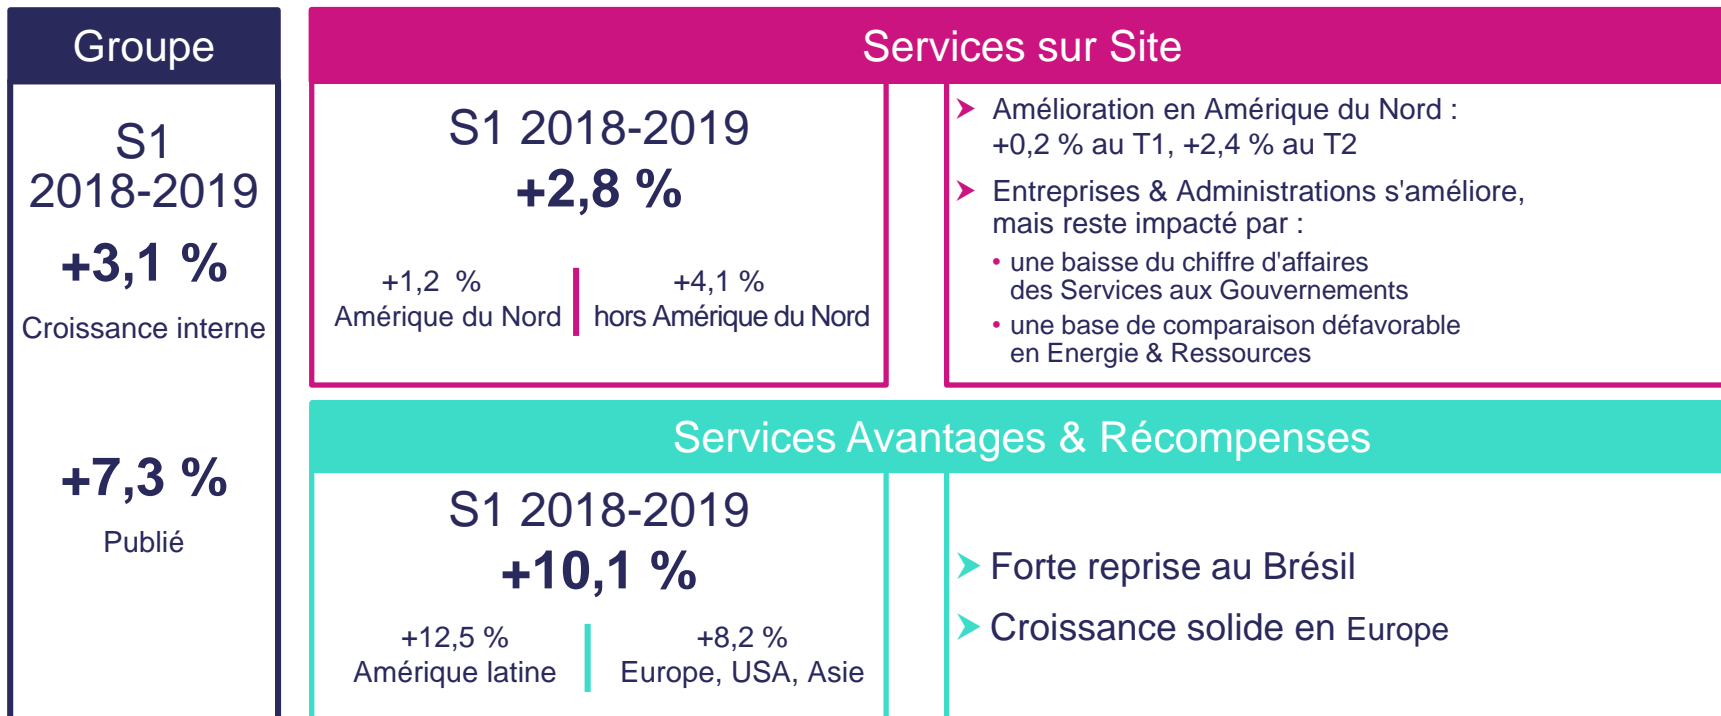 Groupe
S1
2018-2019
+3,1 %
Croissance interne
+7,3 %
Publié
Services sur Site
S1 2018-2019
+2,8 %
+1,2 %
Amérique du Nord
+4,1 %
hors Amérique du Nord
Amélioration en Amérique du Nord :
+0,2 % au T1, +2,4 % au T2
Entreprises & Administrations s'améliore,
mais reste impacté par :
• une baisse du chiffre d'affaires
des Services aux Gouvernements
• une base de comparaison défavorable
en Energie & Ressources
Services Avantages & Récompenses
S1 2018-2019
+10,1 %
+12,5 %
Amérique latine
+8,2 %
Europe, USA, Asie
Forte reprise au Brésil
Croissance solide en Europe